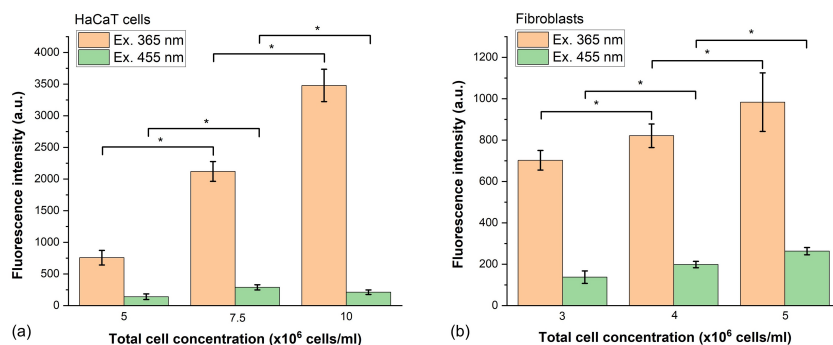 HaCaT cells
Ex. 365 nm
Ex. 455 nm
Fluorescence intensity (a.u.)
4000
3500
3000
2500
2000
1500
1000
500
0
*
*
*
*
5
7.5
10
Total cell concentration (x10⁶ cells/ml)
(a)
Fibroblasts
Ex. 365 nm
Ex. 455 nm
Fluorescence intensity (a.u.)
1200
1000
800
600
400
200
0
*
*
*
*
3
4
5
Total cell concentration (x10⁶ cells/ml)
(b)